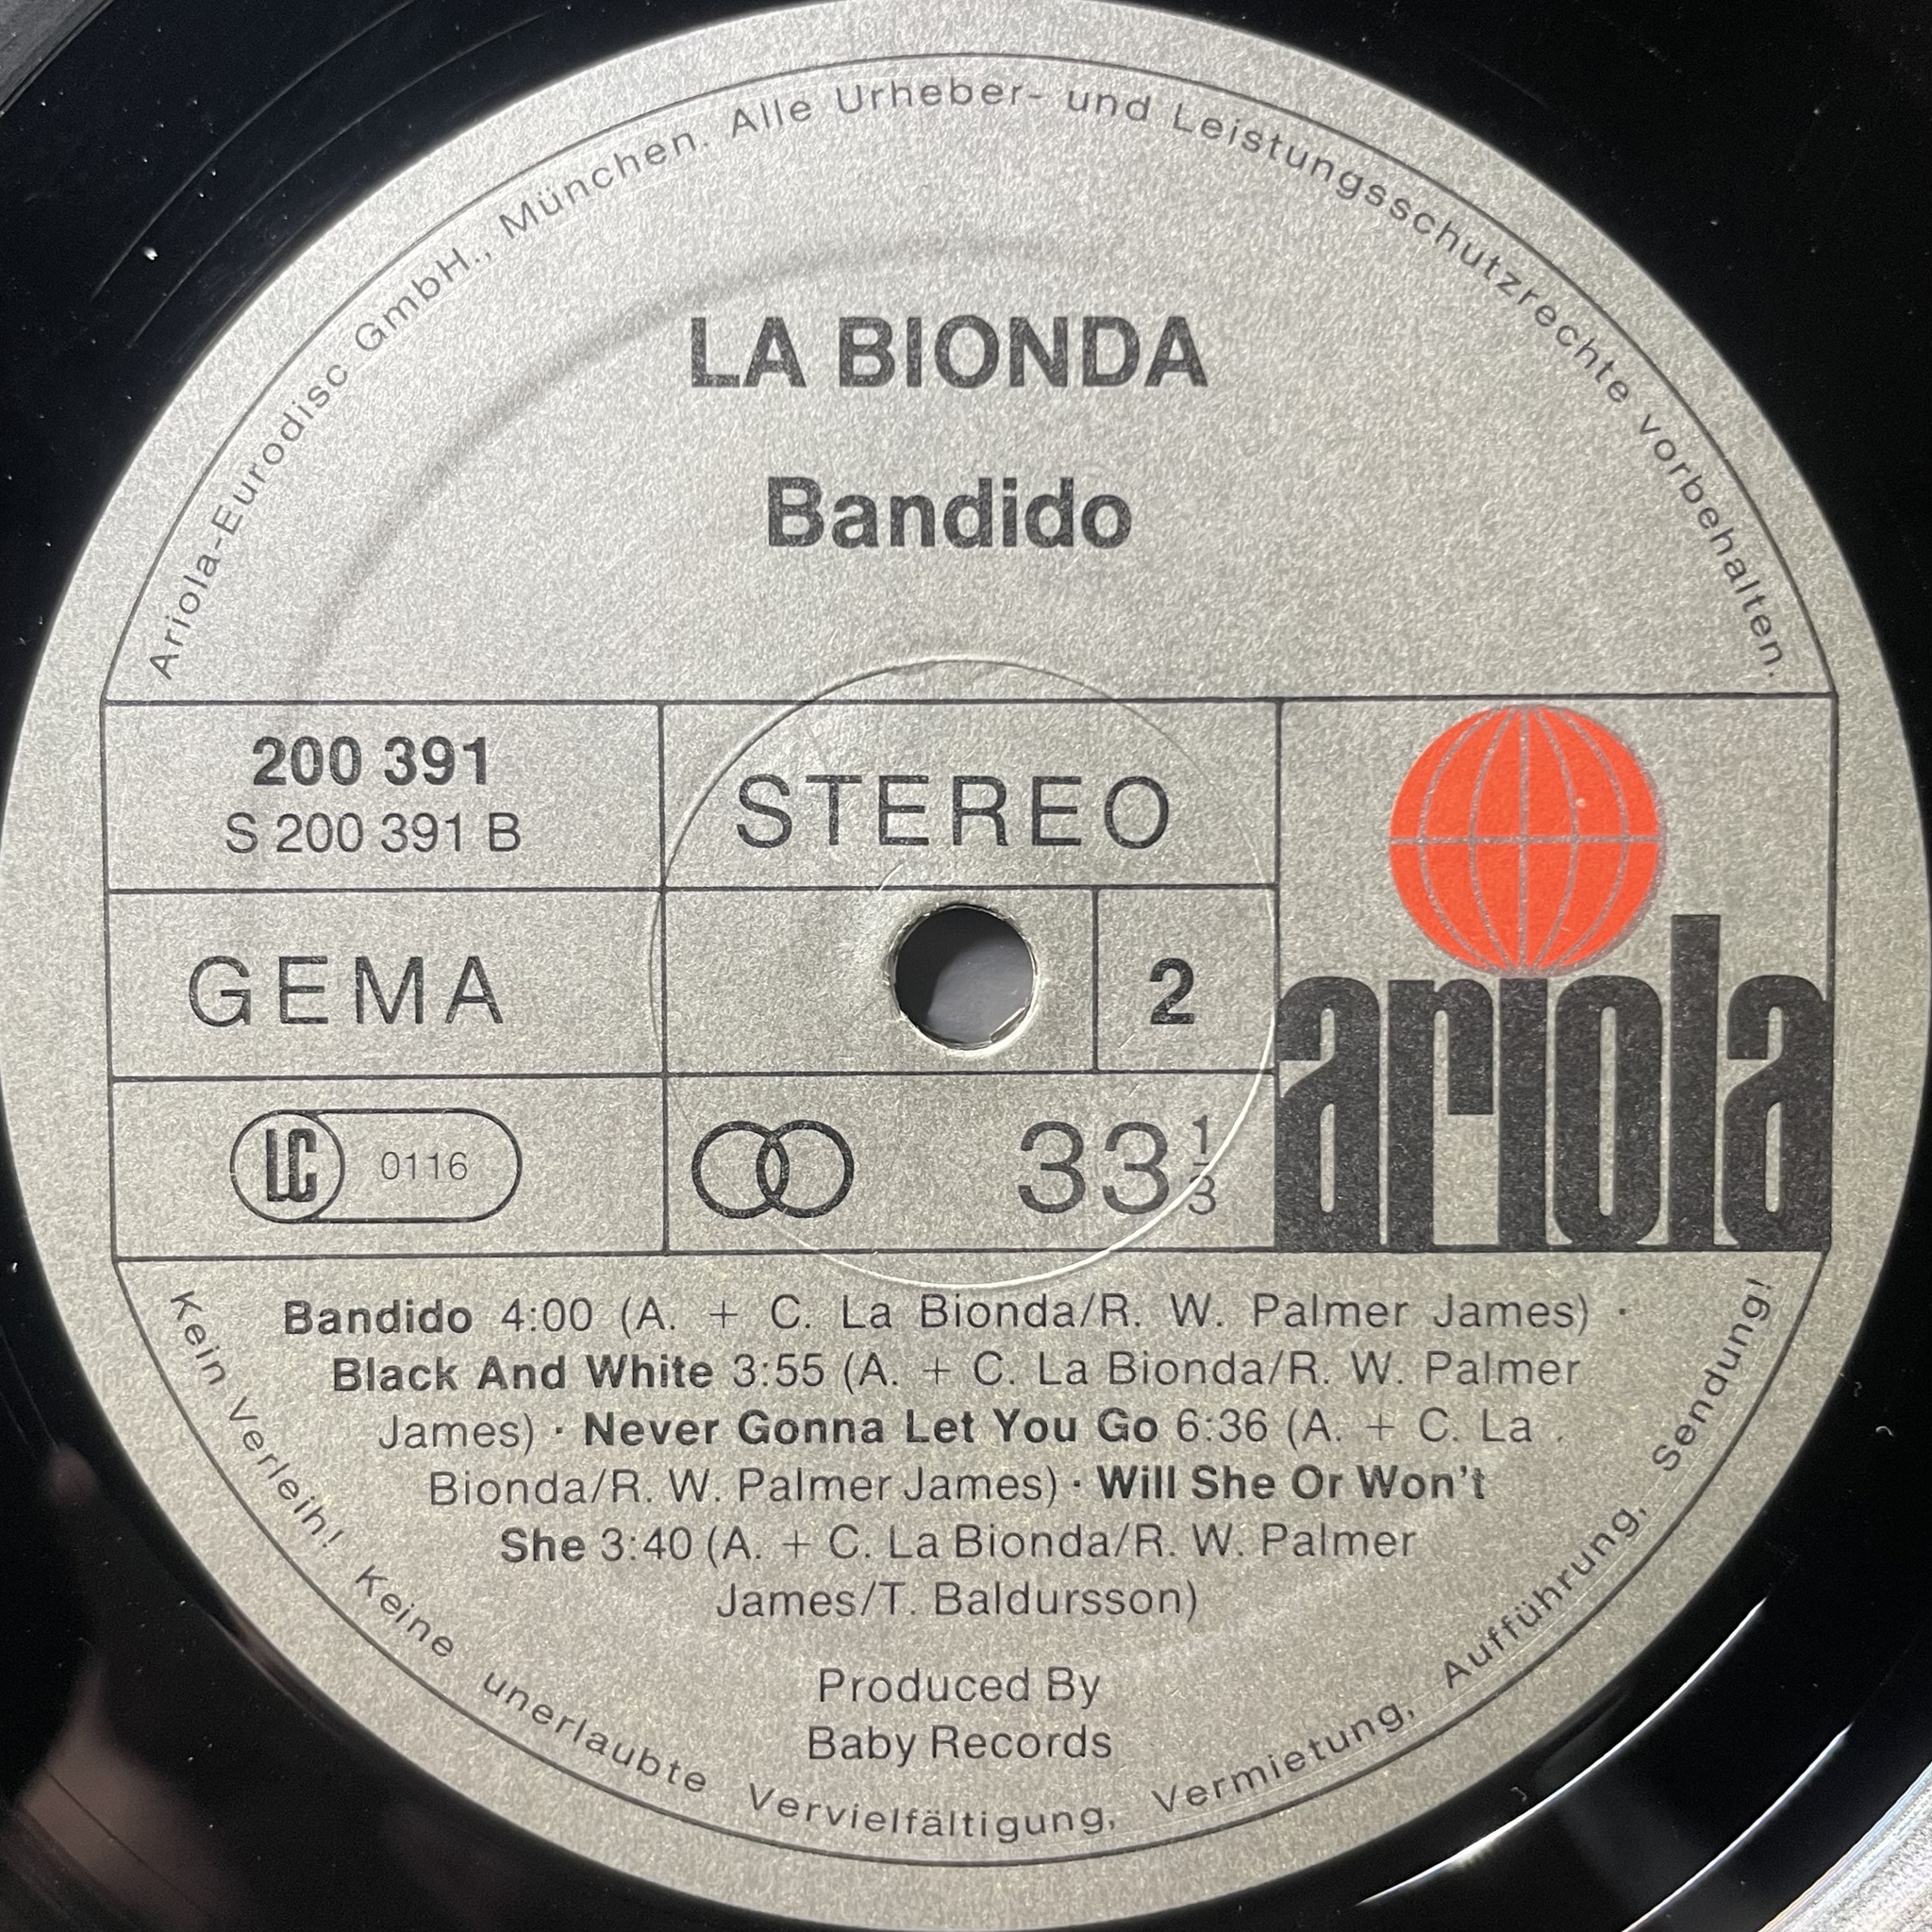 Ariola-Eurodisc GmbH., München. Alle Urheber- und Leistungsschutzrechte vorbehalten.
LA BIONDA
Bandido
200 391
S 200 391 B
STEREO
GEMA
2
LC 0116
33 1/3
ariola
Bandido 4:00 (A. + C. La Bionda/R. W. Palmer James) ·
Black And White 3:55 (A. + C. La Bionda/R. W. Palmer
James) · Never Gonna Let You Go 6:36 (A. + C. La
Bionda/R. W. Palmer James) · Will She Or Won't
She 3:40 (A. + C. La Bionda/R. W. Palmer
James/T. Baldursson)
Produced By
Baby Records
Kein Verleih! Keine unerlaubte Vervielfältigung, Vermietung, Aufführung, Sendung!